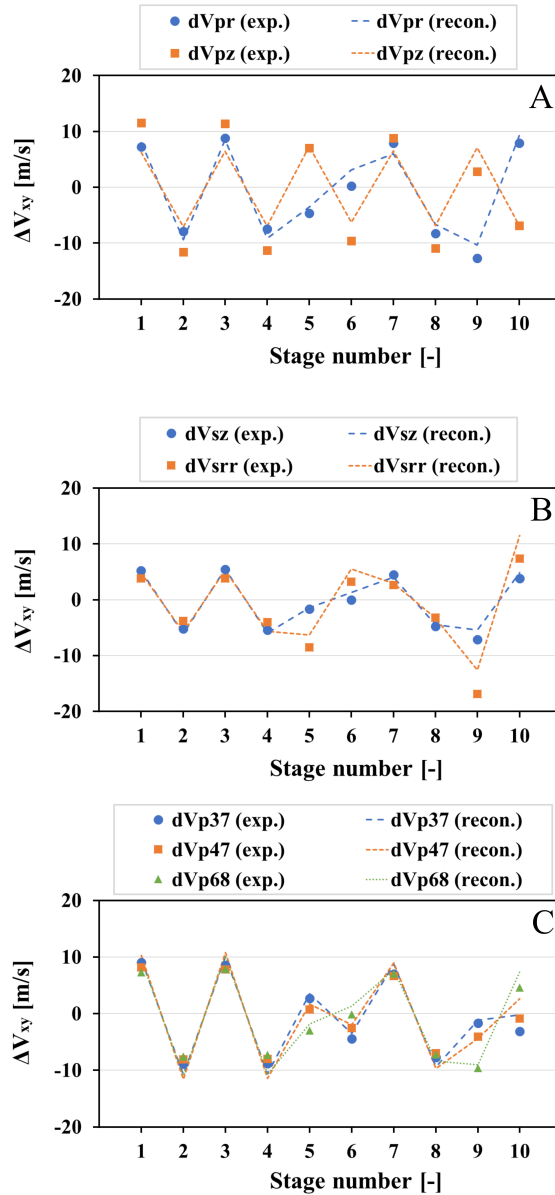 dVpr (exp.) dVpr (recon.)
dVpz (exp.) dVpz (recon.)
A
20
10
0
-10
-20
ΔVxy [m/s]
1 2 3 4 5 6 7 8 9 10
Stage number [-]
dVsz (exp.) dVsz (recon.)
dVsrr (exp.) dVsrr (recon.)
B
20
10
0
-10
-20
ΔVxy [m/s]
1 2 3 4 5 6 7 8 9 10
Stage number [-]
dVp37 (exp.) dVp37 (recon.)
dVp47 (exp.) dVp47 (recon.)
dVp68 (exp.) dVp68 (recon.)
C
20
10
0
-10
-20
ΔVxy [m/s]
1 2 3 4 5 6 7 8 9 10
Stage number [-]